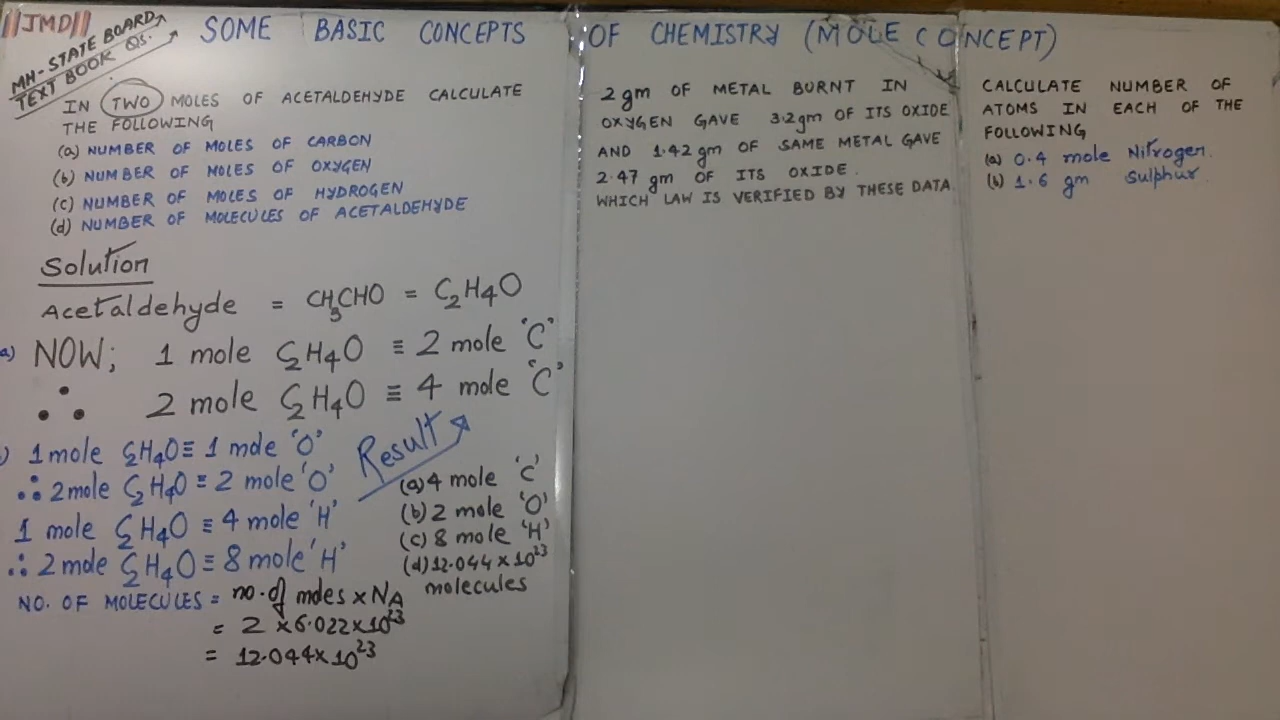 ||JMD||
MH-STATE BOARD
TEXT BOOK QS.
SOME BASIC CONCEPTS OF CHEMISTRY (MOLE CONCEPT)
IN TWO MOLES OF ACETALDEHYDE CALCULATE
THE FOLLOWING
(a) NUMBER OF MOLES OF CARBON
(b) NUMBER OF MOLES OF OXYGEN
(c) NUMBER OF MOLES OF HYDROGEN
(d) NUMBER OF MOLECULES OF ACETALDEHYDE
Solution
Acetaldehyde = CH₃CHO = C₂H₄O
a) NOW; 1 mole C₂H₄O ≡ 2 mole 'C'
∴ 2 mole C₂H₄O ≡ 4 mole 'C'
) 1 mole C₂H₄O ≡ 1 mole 'O'
∴ 2 mole C₂H₄O ≡ 2 mole 'O'
1 mole C₂H₄O ≡ 4 mole 'H'
∴ 2 mole C₂H₄O ≡ 8 mole 'H'
NO. OF MOLECULES = no. of moles × NA
= 2 × 6.022 × 10²³
= 12.044 × 10²³
Result
(a) 4 mole 'C'
(b) 2 mole 'O'
(c) 8 mole 'H'
(d) 12.044 × 10²³
molecules
2 gm OF METAL BURNT IN
OXYGEN GAVE 3.2 gm OF ITS OXIDE
AND 1.42 gm OF SAME METAL GAVE
2.47 gm OF ITS OXIDE.
WHICH LAW IS VERIFIED BY THESE DATA.
CALCULATE NUMBER OF
ATOMS IN EACH OF THE
FOLLOWING
(a) 0.4 mole Nitrogen.
(b) 1.6 gm Sulphur.